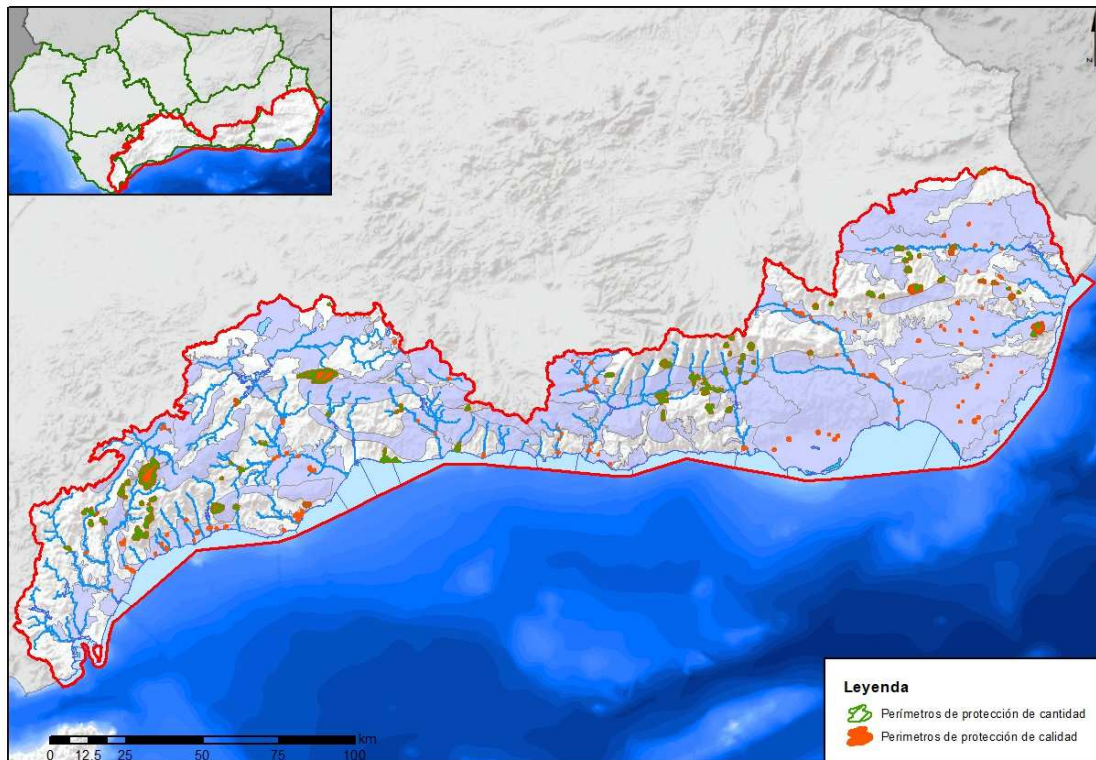 N
Leyenda
Perímetros de protección de cantidad
Perimetros de protección de calidad
km
0 12.5 25 50 75 100